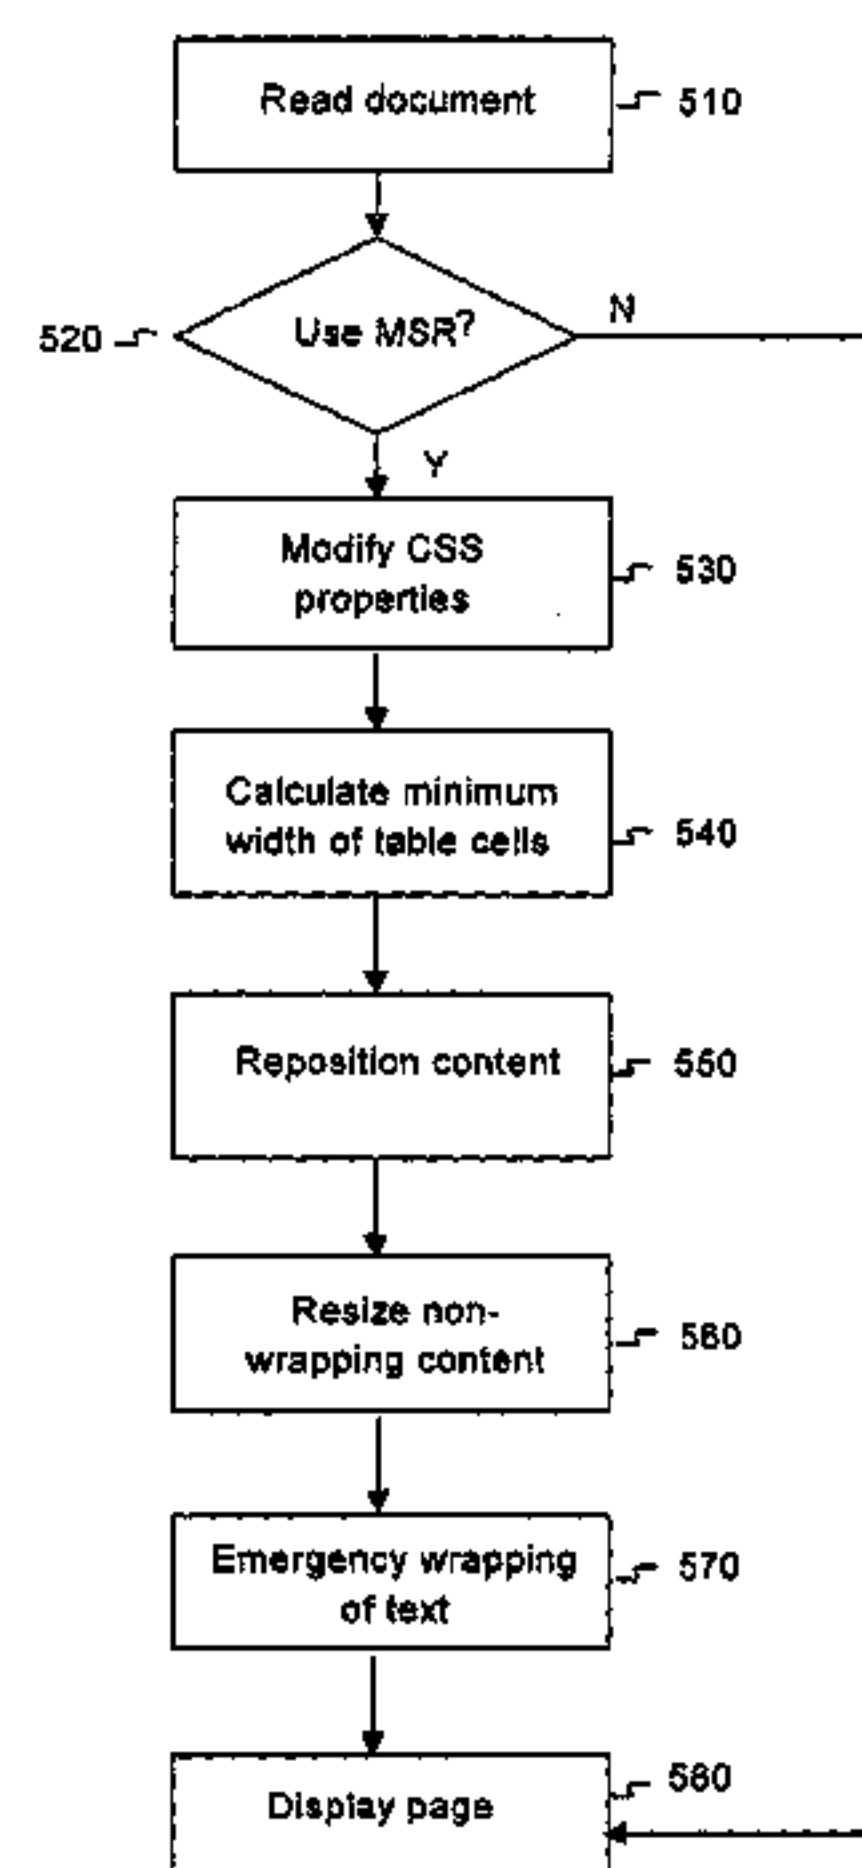 Read document
510
Use MSR?
520
N
Y
Modify CSS
properties
530
Calculate minimum
width of table cells
540
Reposition content
550
Resize non-
wrapping content
560
Emergency wrapping
of text
570
Display page
580